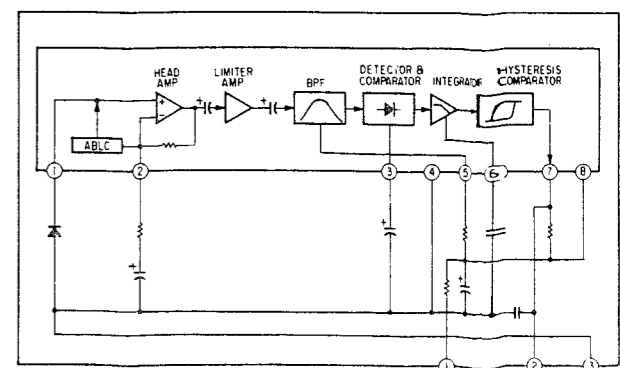 HEAD AMP
LIMITER AMP
BPF
DETECTOR & COMPARATOR
INTEGRATOR
HYSTERESIS COMPARATOR
ABLC
+
−
+
+
1
2
3
4
5
6
7
8
+
+
+
1
2
3